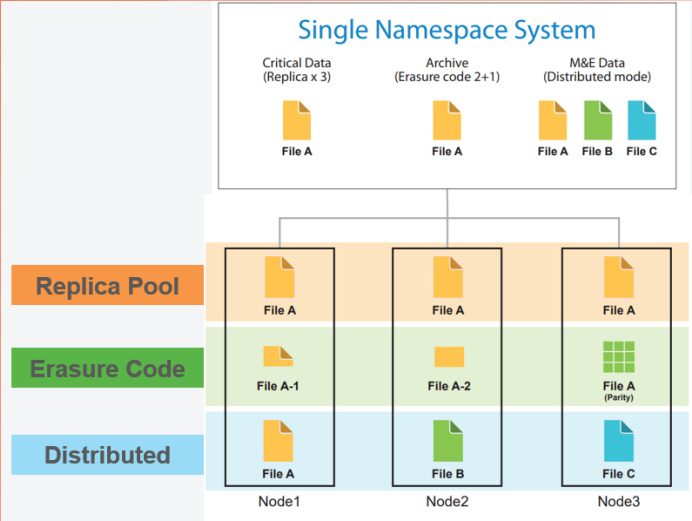 Single Namespace System
Critical Data
(Replica x 3)
Archive
(Erasure code 2+1)
M&E Data
(Distributed mode)
File A
File A
File A
File B
File C
Replica Pool
File A
File A
File A
Erasure Code
File A-1
File A-2
File A
(Parity)
Distributed
File A
File B
File C
Node1
Node2
Node3